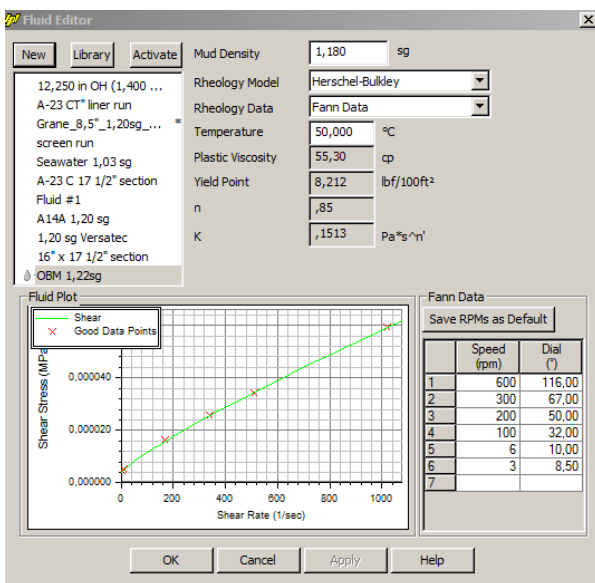 Fluid Editor
New Library Activate
12,250 in OH (1,400 ...
A-23 CT" liner run
Grane_8,5"_1,20sg_... *
screen run
Seawater 1,03 sg
A-23 C 17 1/2" section
Fluid #1
A14A 1,20 sg
1,20 sg Versatec
16" x 17 1/2" section
OBM 1,22sg
Mud Density 1,180 sg
Rheology Model Herschel-Bulkley
Rheology Data Fann Data
Temperature 50,000 °C
Plastic Viscosity 55,30 cp
Yield Point 8,212 lbf/100ft²
n ,85
K ,1513 Pa*s^n'
Fluid Plot
Shear
Good Data Points
Shear Stress (MPa
0,000040
0,000020
0,000000
0 200 400 600 800 1000
Shear Rate (1/sec)
Fann Data
Save RPMs as Default
Speed (rpm) Dial (°)
1 600 116,00
2 300 67,00
3 200 50,00
4 100 32,00
5 6 10,00
6 3 8,50
7
OK Cancel Apply Help